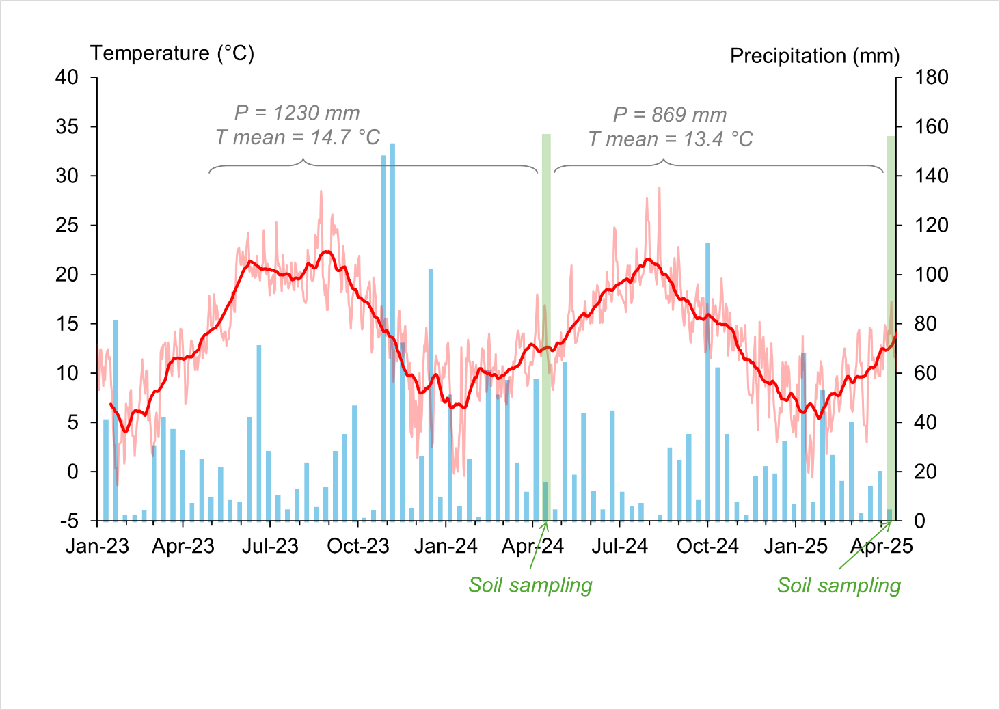 Temperature (°C)
Precipitation (mm)
P = 1230 mm
T mean = 14.7 °C
P = 869 mm
T mean = 13.4 °C
40
35
30
25
20
15
10
5
0
-5
180
160
140
120
100
80
60
40
20
0
Jan-23 Apr-23 Jul-23 Oct-23 Jan-24 Apr-24 Jul-24 Oct-24 Jan-25 Apr-25
Soil sampling
Soil sampling